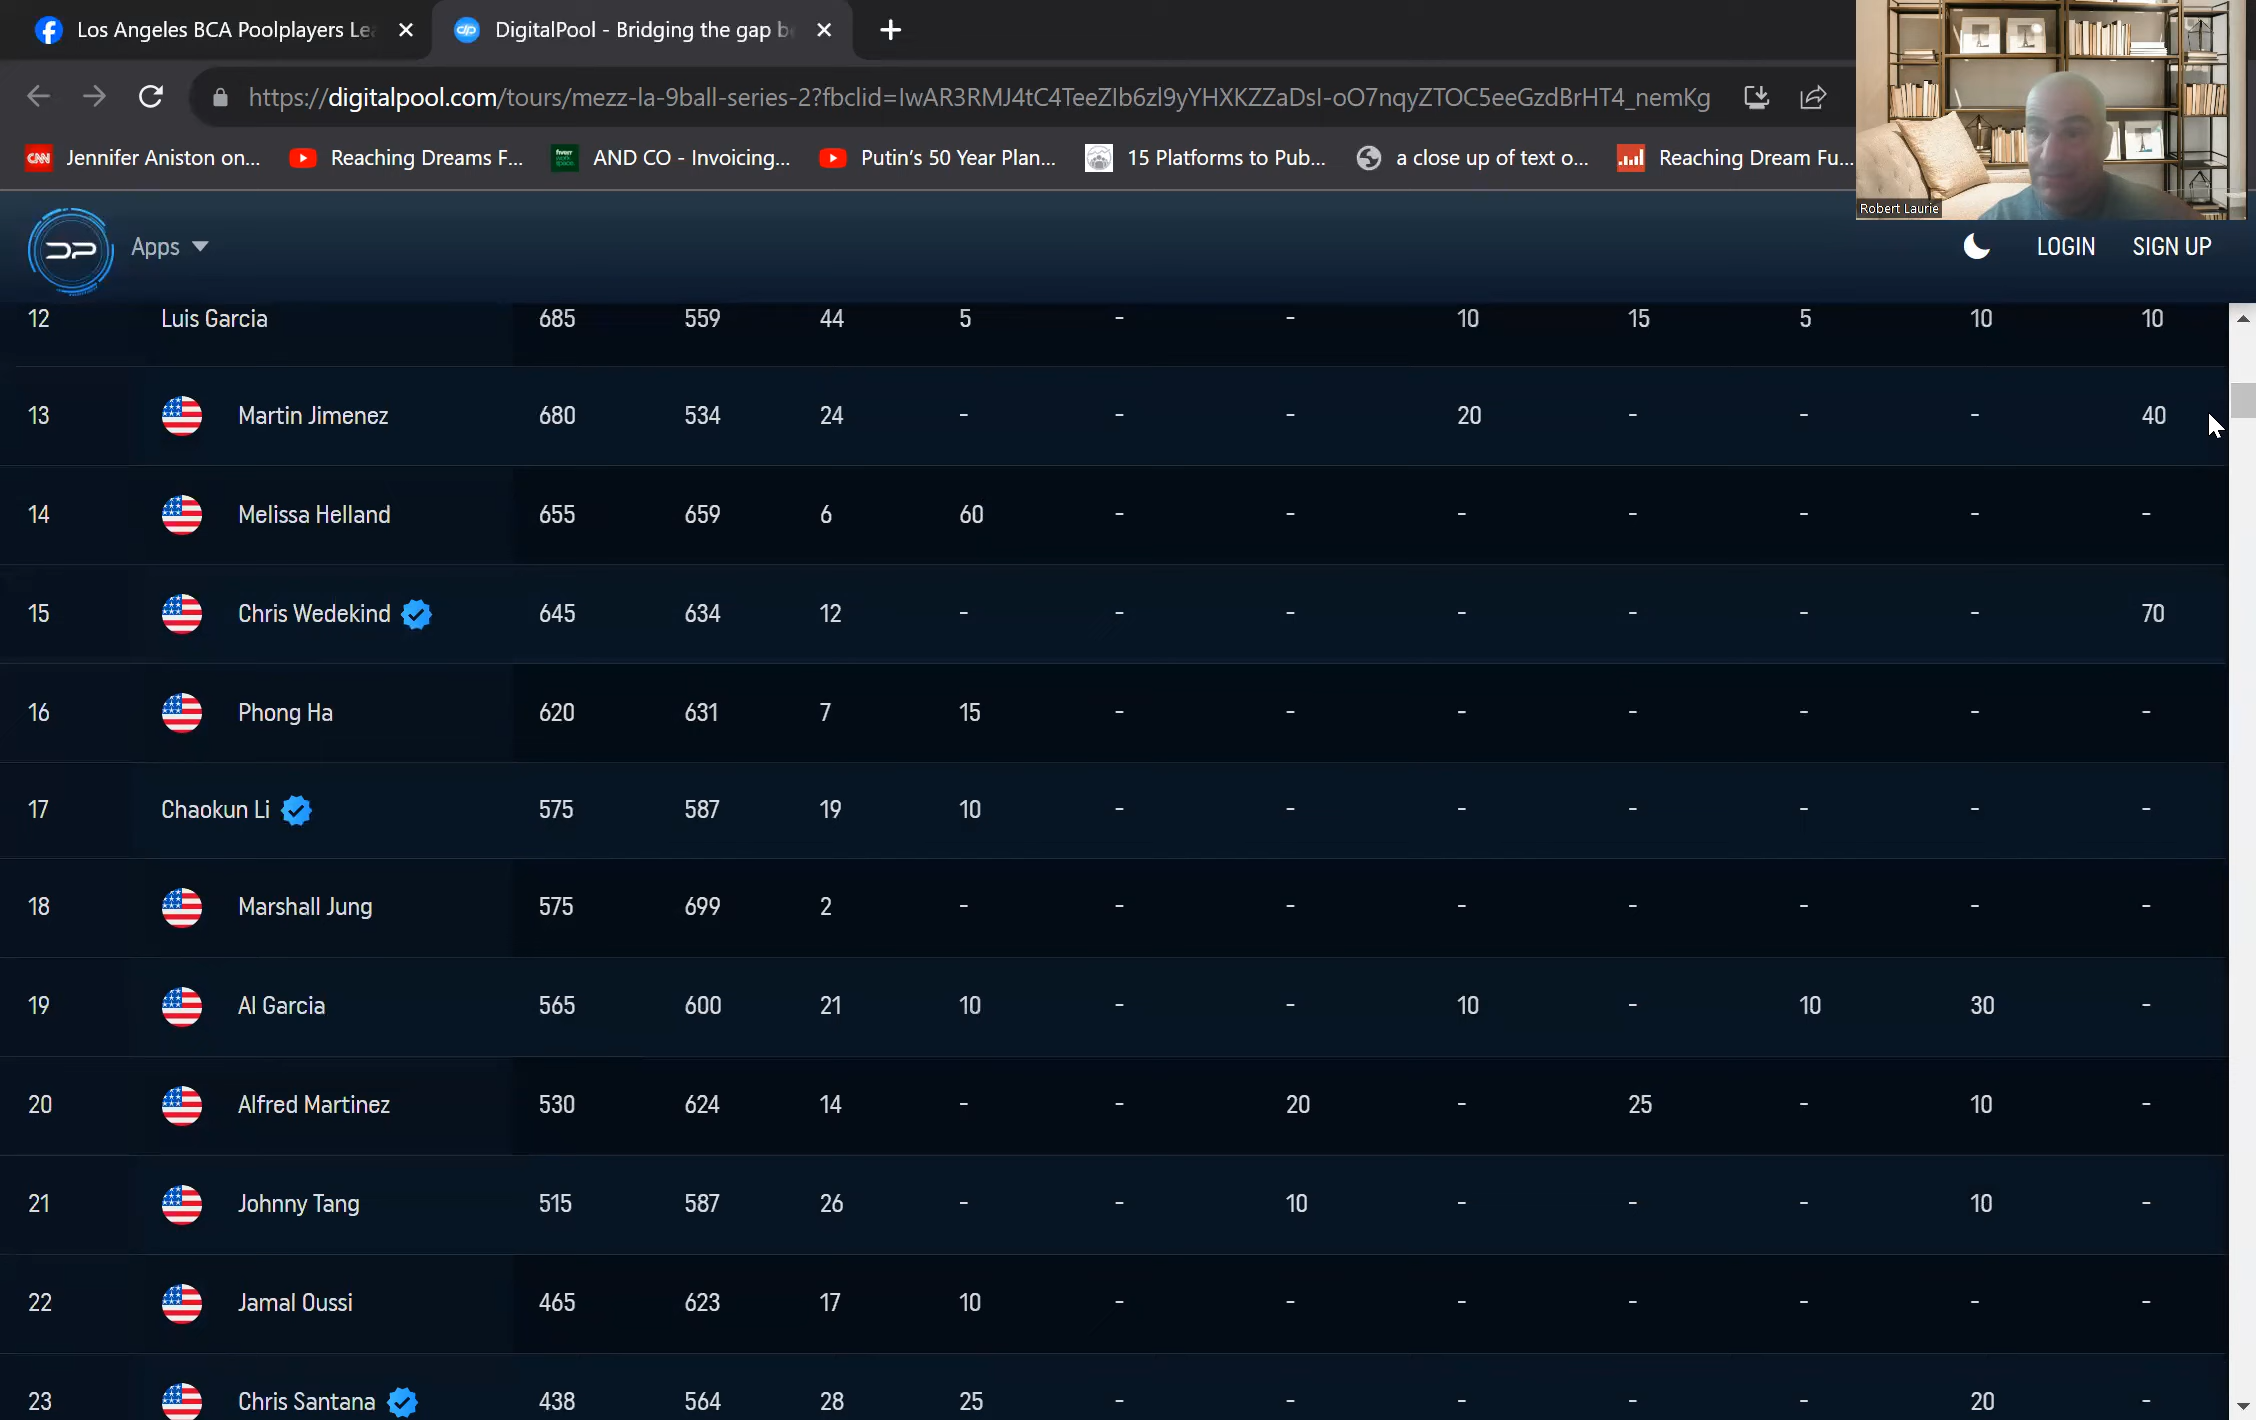 Los Angeles BCA Poolplayers Le
DigitalPool - Bridging the gap b
https://digitalpool.com/tours/mezz-la-9ball-series-2?fbclid=IwAR3RMJ4tC4TeeZIb6zl9yYHXKZZaDsI-oO7nqyZTOC5eeGzdBrHT4_nemKg
CNN Jennifer Aniston on... Reaching Dreams F... AND CO - Invoicing... Putin's 50 Year Plan... 15 Platforms to Pub... a close up of text o... Reaching Dream Fu...
Robert Laurie
DP Apps LOGIN SIGN UP
12 Luis Garcia 685 559 44 5 - - 10 15 5 10 10
13 Martin Jimenez 680 534 24 - - - 20 - - - 40
14 Melissa Helland 655 659 6 60 - - - - - - -
15 Chris Wedekind 645 634 12 - - - - - - - 70
16 Phong Ha 620 631 7 15 - - - - - - -
17 Chaokun Li 575 587 19 10 - - - - - - -
18 Marshall Jung 575 699 2 - - - - - - - -
19 Al Garcia 565 600 21 10 - - 10 - 10 30 -
20 Alfred Martinez 530 624 14 - - 20 - 25 - 10 -
21 Johnny Tang 515 587 26 - - 10 - - - 10 -
22 Jamal Oussi 465 623 17 10 - - - - - - -
23 Chris Santana 438 564 28 25 - - - - - 20 -